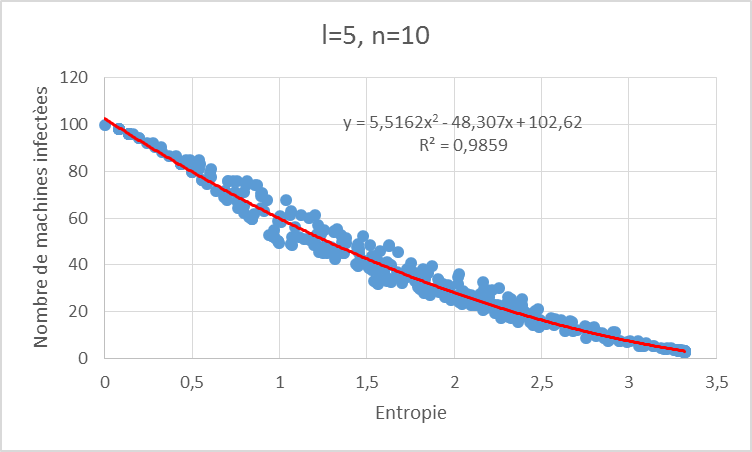 l=5, n=10
Nombre de machines infectées
120
100
80
60
40
20
0
y = 5,5162x² - 48,307x + 102,62
R² = 0,9859
0 0,5 1 1,5 2 2,5 3 3,5
Entropie